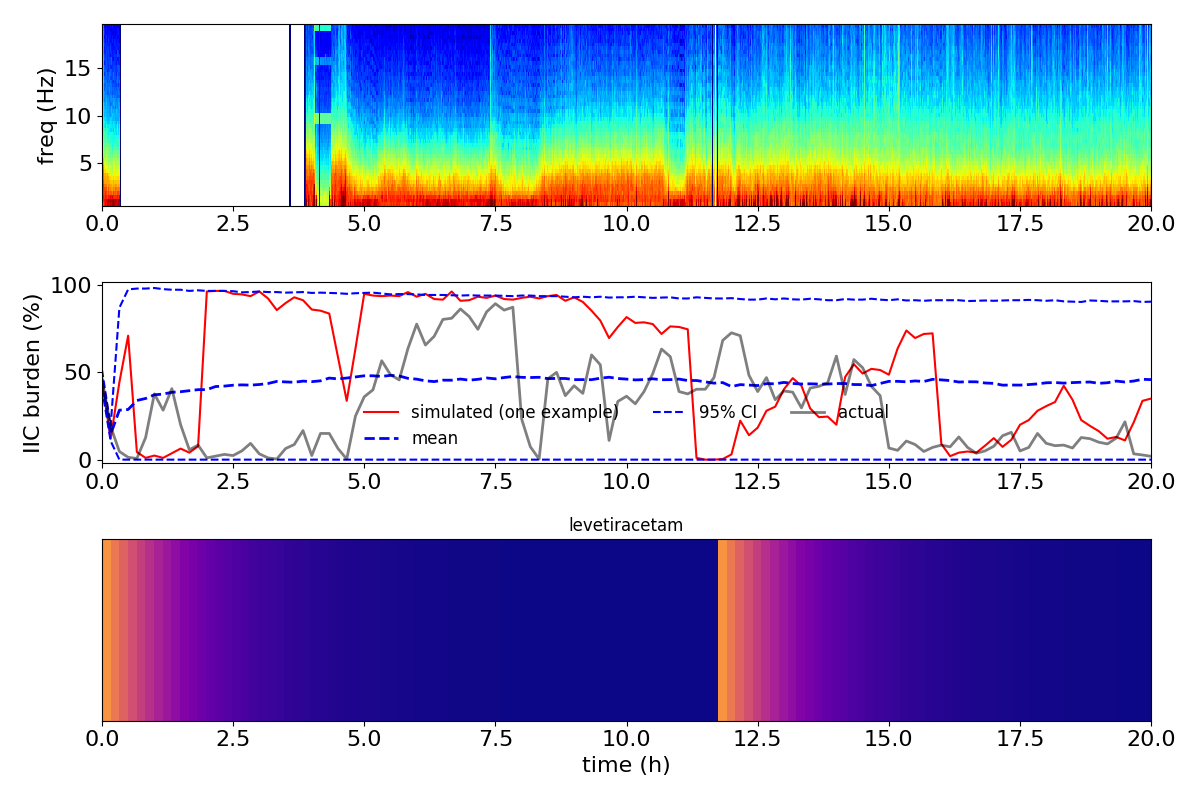 freq (Hz)
15
10
5
0.0 2.5 5.0 7.5 10.0 12.5 15.0 17.5 20.0
IIC burden (%)
100
50
0
simulated (one example) 95% CI actual
mean
0.0 2.5 5.0 7.5 10.0 12.5 15.0 17.5 20.0
levetiracetam
0.0 2.5 5.0 7.5 10.0 12.5 15.0 17.5 20.0
time (h)